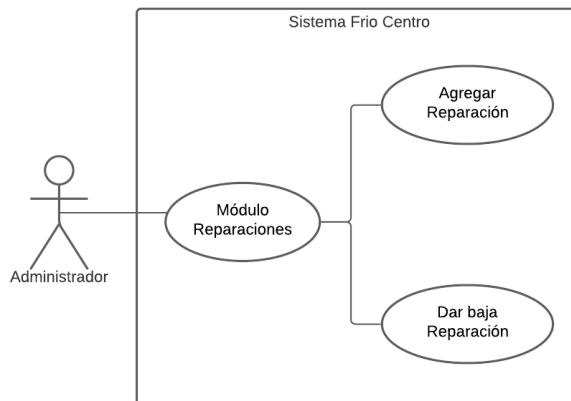 Sistema Frio Centro
Agregar
Reparación
Módulo
Reparaciones
Administrador
Dar baja
Reparación